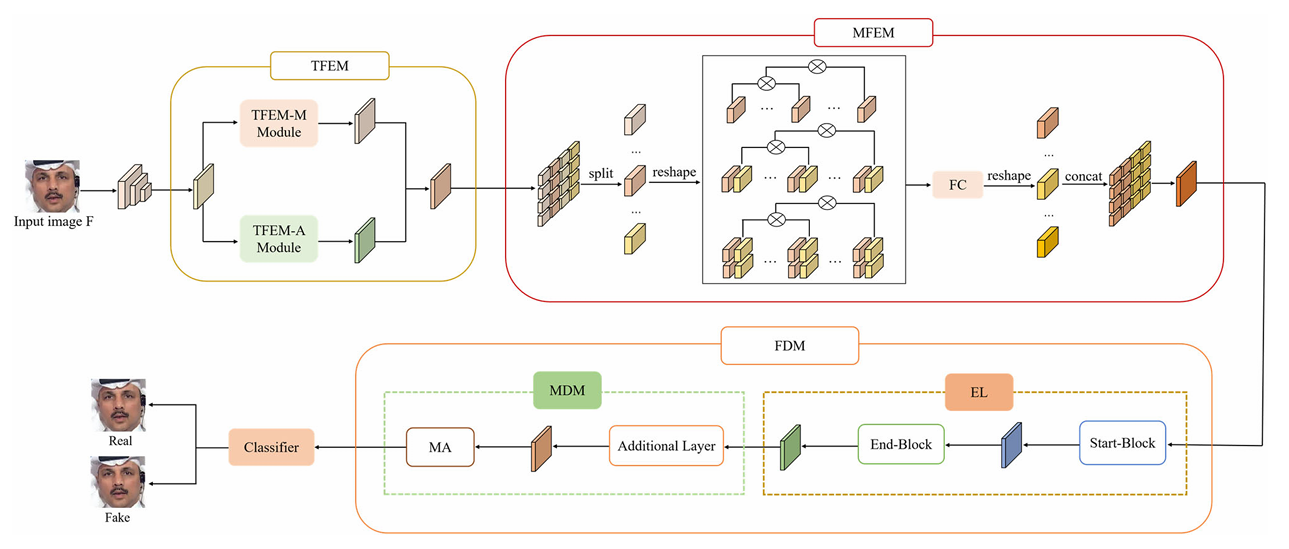 MFEM
TFEM
TFEM-M
Module
TFEM-A
Module
Input image F
split
...
...
reshape
...
...
...
...
...
...
FC
reshape
...
...
concat
FDM
MDM
EL
Real
Fake
Classifier
MA
Additional Layer
End-Block
Start-Block